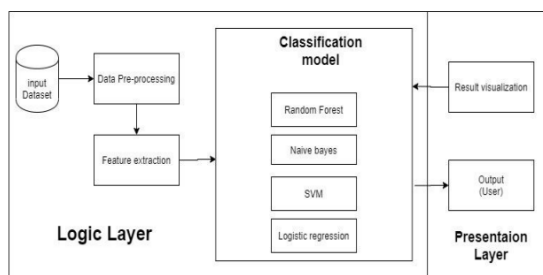 input
Dataset
Data Pre-processing
Feature extraction
Classification
model
Random Forest
Naive bayes
SVM
Logistic regression
Logic Layer
Result visualization
Output
(User)
Presentaion
Layer